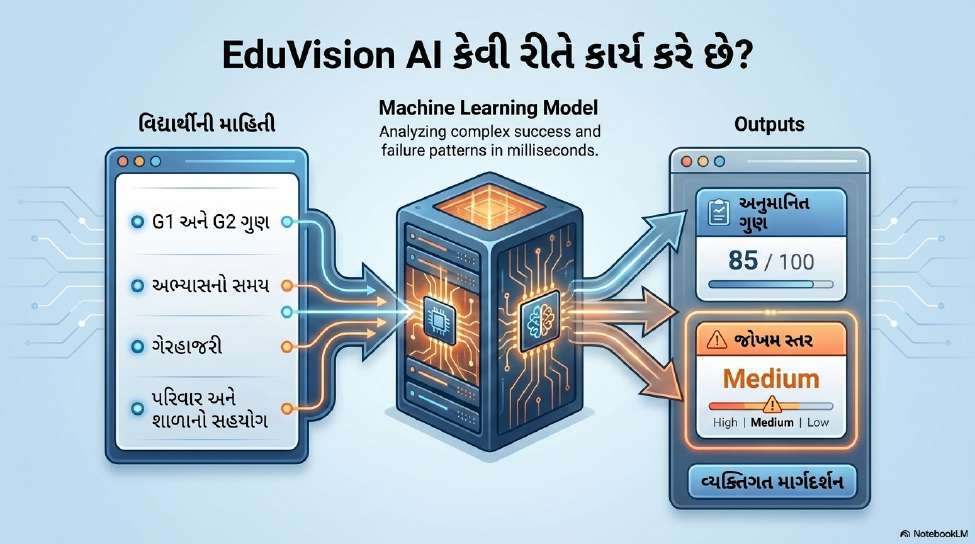 EduVision AI કેવી રીતે કાર્ય કરે છે?
વિદ્યાર્થીની માહિતી
G1 અને G2 ગુણ
અભ્યાસનો સમય
ગેરહાજરી
પરિવાર અને
શાળાનો સહયોગ
Machine Learning Model
Analyzing complex success and
failure patterns in milliseconds.
Outputs
અનુમાનિત
ગુણ
85 / 100
જોખમ સ્તર
Medium
High | Medium | Low
વ્યક્તિગત માર્ગદર્શન
NotebookLM